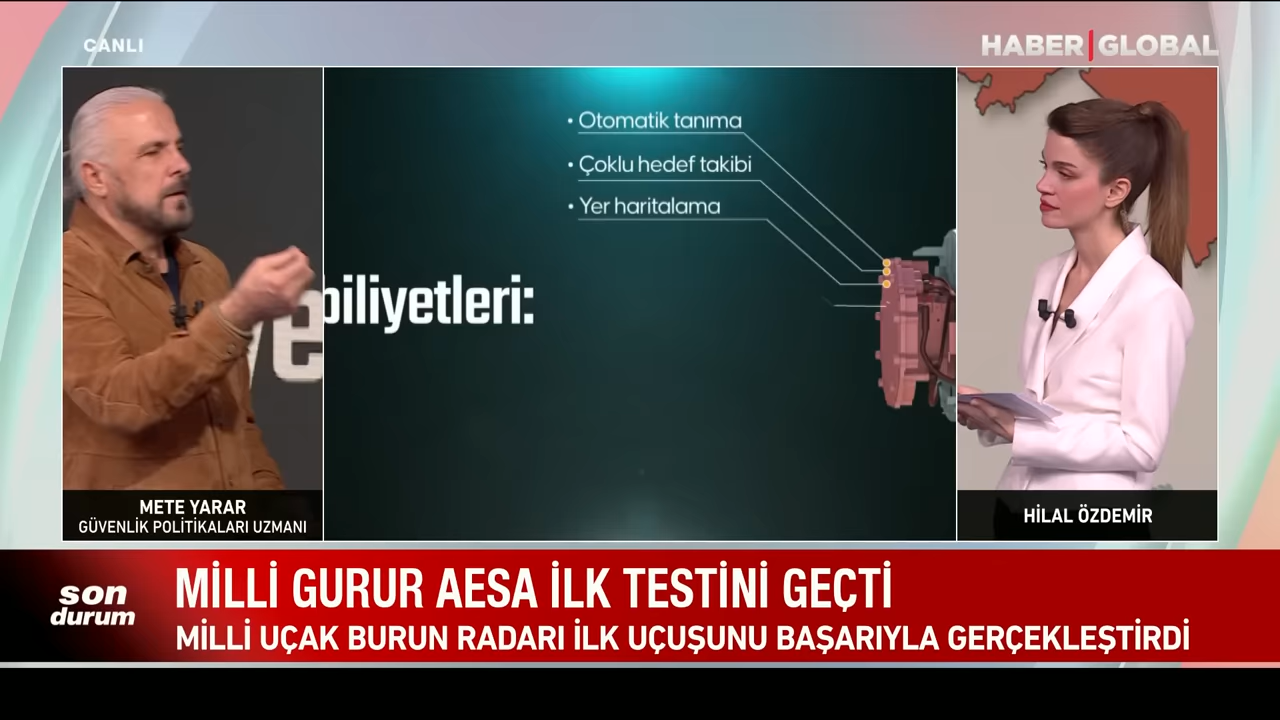 CANLI
HABER GLOBAL
• Otomatik tanıma
• Çoklu hedef takibi
• Yer haritalama
biliyetleri:
ye
METE YARAR
GÜVENLİK POLİTİKALARI UZMANI
HİLAL ÖZDEMİR
son durum
MİLLİ GURUR AESA İLK TESTİNİ GEÇTİ
MİLLİ UÇAK BURUN RADARI İLK UÇUŞUNU BAŞARIYLA GERÇEKLEŞTİRDİ